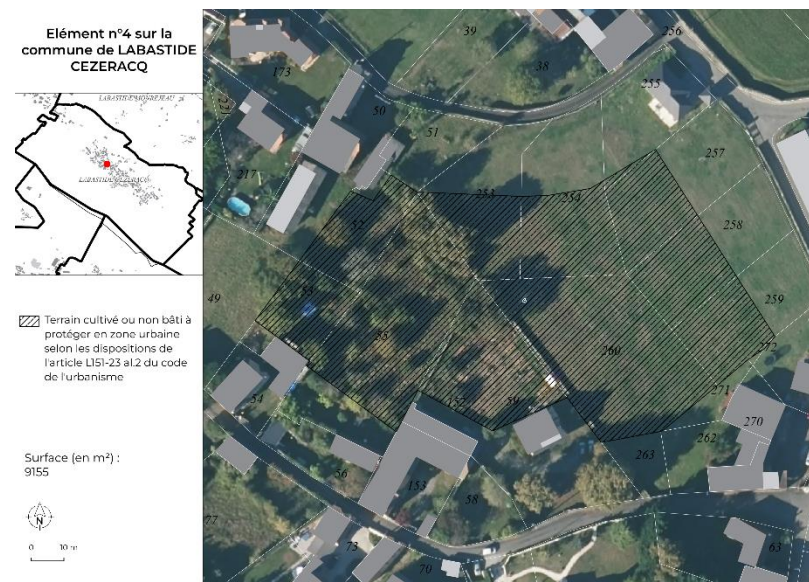 Elément n°4 sur la
commune de LABASTIDE
CEZERACQ
LABASTIDE-MONREJEAU
LABASTIDE-CEZERACQ
Terrain cultivé ou non bâti à
protéger en zone urbaine
selon les dispositions de
l'article L151-23 al.2 du code
de l'urbanisme
Surface (en m²) :
9155
N
0 10 m
39
256
38
173
255
50
51
257
217
253
254
52
258
49
53
259
55
260
272
271
157
59
54
270
262
263
56
153
58
77
73
63
70